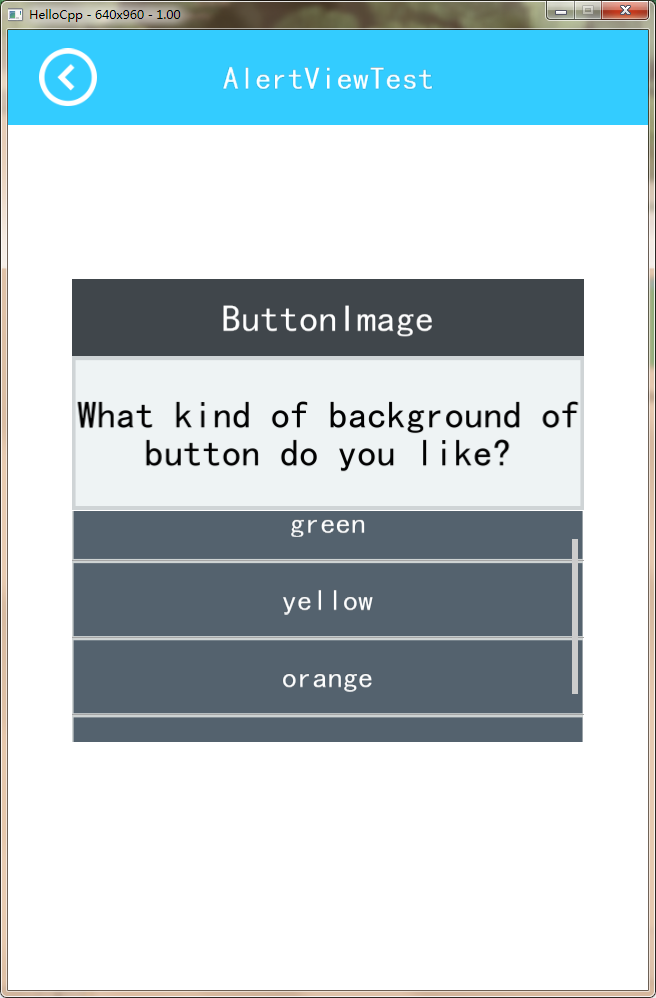 HelloCpp - 640x960 - 1.00
AlertViewTest
ButtonImage
What kind of background of
button do you like?
green
yellow
orange